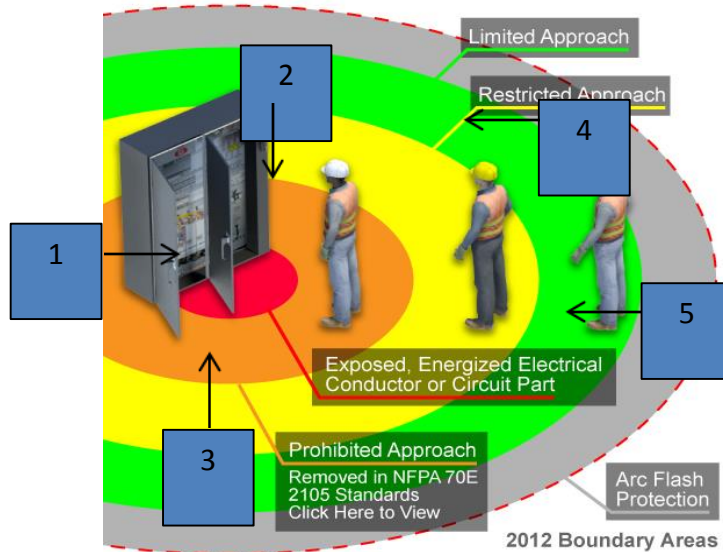 Limited Approach
2
Restricted Approach
4
1
5
Exposed, Energized Electrical
Conductor or Circuit Part
3
Prohibited Approach
Removed in NFPA 70E
2105 Standards
Click Here to View
Arc Flash
Protection
2012 Boundary Areas